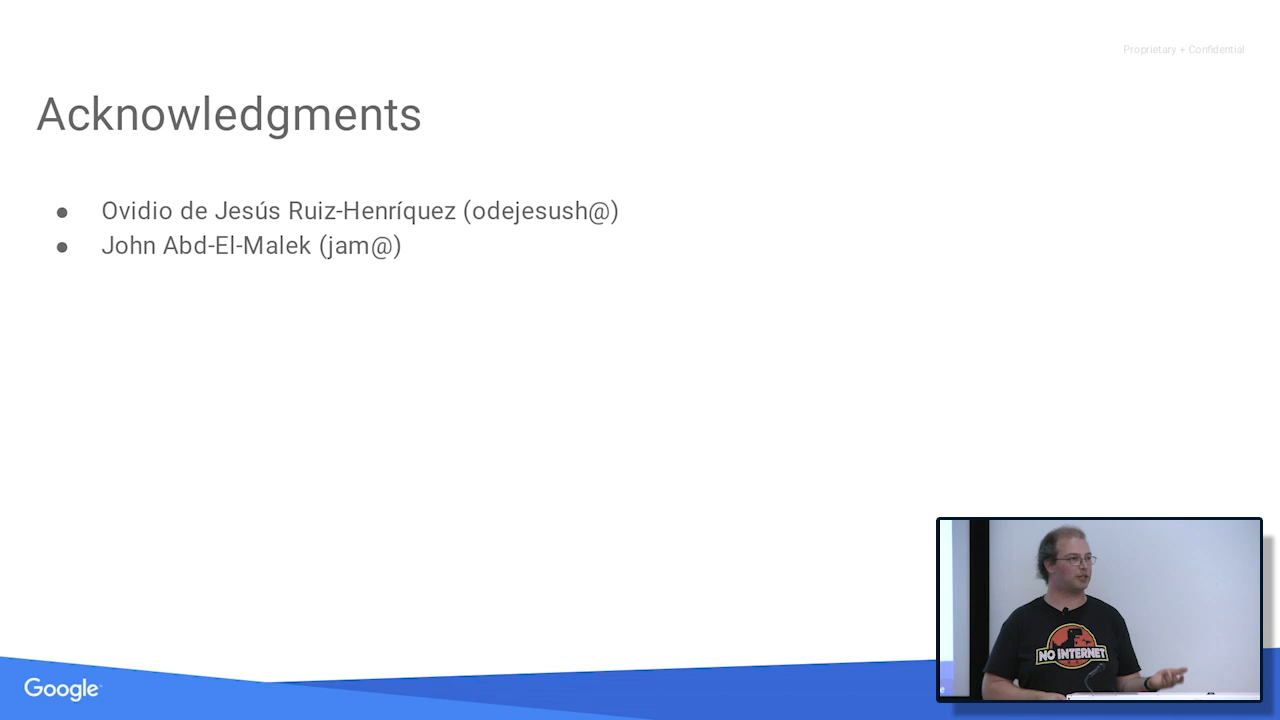 Proprietary + Confidential
Acknowledgments
● Ovidio de Jesús Ruiz-Henríquez (odejesush@)
● John Abd-El-Malek (jam@)
NO INTERNET
Google